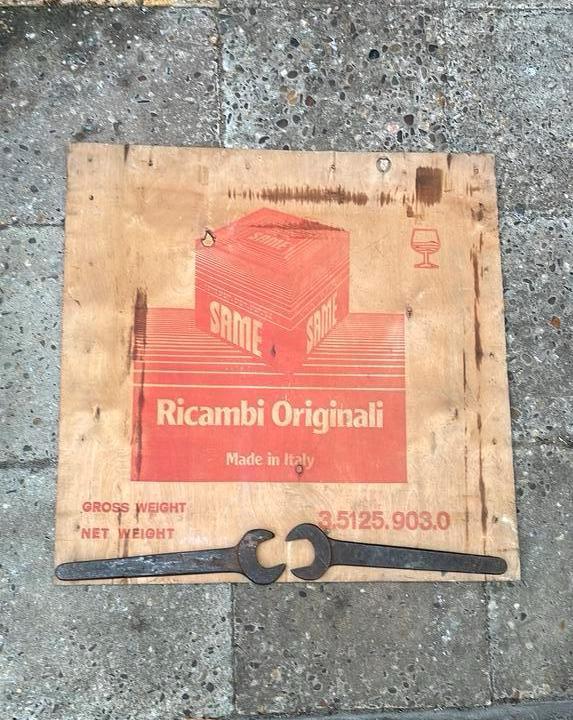 SAME
SAME SAME
Ricambi Originali
Made in Italy
GROSS WEIGHT
NET WEIGHT
3.5125.903.0